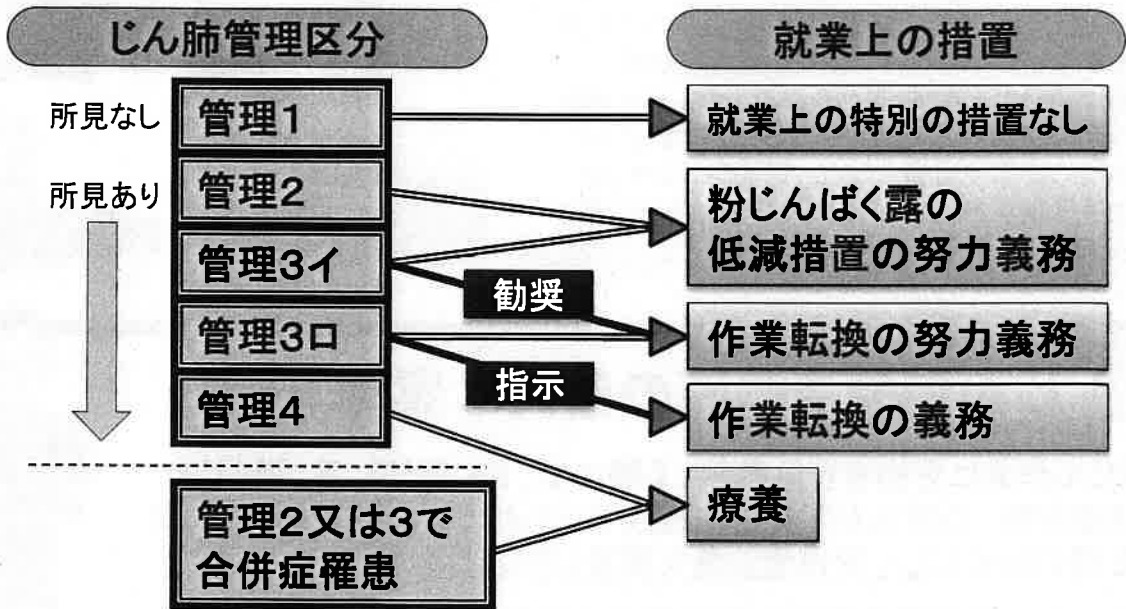 じん肺管理区分
就業上の措置
所見なし
管理1
就業上の特別の措置なし
所見あり
管理2
粉じんばく露の
低減措置の努力義務
管理3イ
勧奨
管理3ロ
作業転換の努力義務
指示
管理4
作業転換の義務
管理2又は3で
合併症罹患
療養